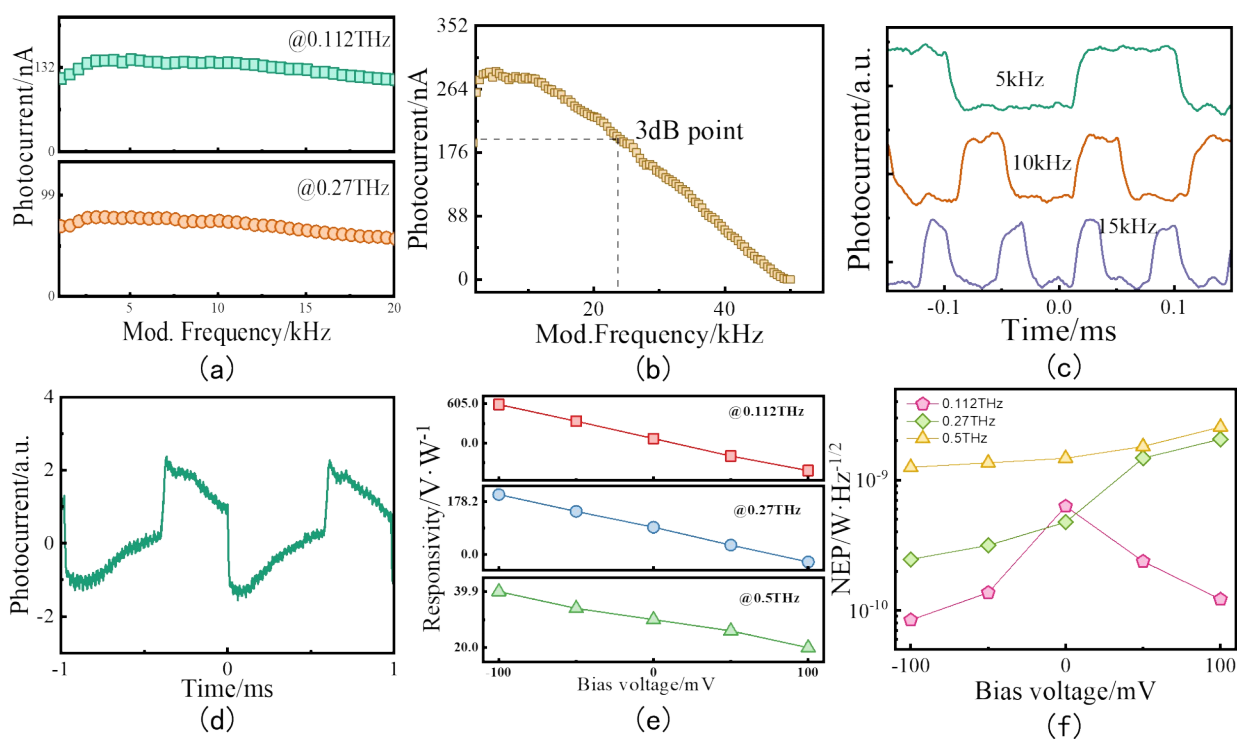 @0.112THz
132
0
Photocurrent/nA
@0.27THz
99
0
5
10
15
20
Mod. Frequency/kHz
(a)
352
264
176
88
0
Photocurrent/nA
3dB point
20
40
Mod.Frequency/kHz
(b)
Photocurrent/a.u.
5kHz
10kHz
15kHz
-0.1
0.0
0.1
Time/ms
(c)
Photocurrent/a.u.
4
2
0
-2
-1
0
1
Time/ms
(d)
Responsivity/V·W⁻¹
605.0
0.0
@0.112THz
178.2
0.0
@0.27THz
39.9
20.0
@0.5THz
-100
0
100
Bias voltage/mV
(e)
NEP/W·Hz⁻¹/²
0.112THz
0.27THz
0.5THz
10⁻⁹
10⁻¹⁰
-100
0
100
Bias voltage/mV
(f)